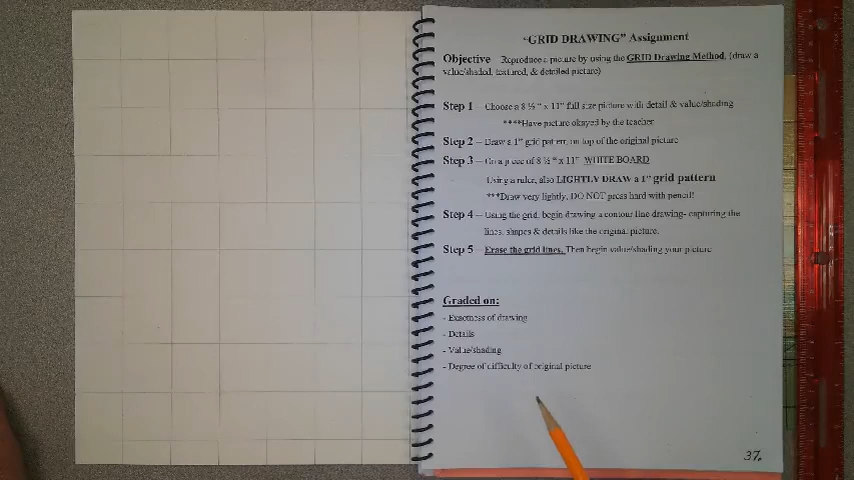 "GRID DRAWING" Assignment
Objective Reproduce a picture by using the GRID Drawing Method. (draw a
value/shaded, textured, & detailed picture)
Step 1 – Choose a 8 ½ " x 11" full size picture with detail & value/shading
****Have picture okayed by the teacher
Step 2 – Draw a 1" grid pattern on top of the original picture
Step 3 – On a piece of 8 ½ " x 11" WHITE BOARD
Using a ruler, also LIGHTLY DRAW a 1" grid pattern
***Draw very lightly, DO NOT press hard with pencil!
Step 4 – Using the grid, begin drawing a contour line drawing- capturing the
lines, shapes & details like the original picture.
Step 5 Erase the grid lines. Then begin value/shading your picture
Graded on:
- Exactness of drawing
- Details
- Value/shading
- Degree of difficulty of original picture
37.